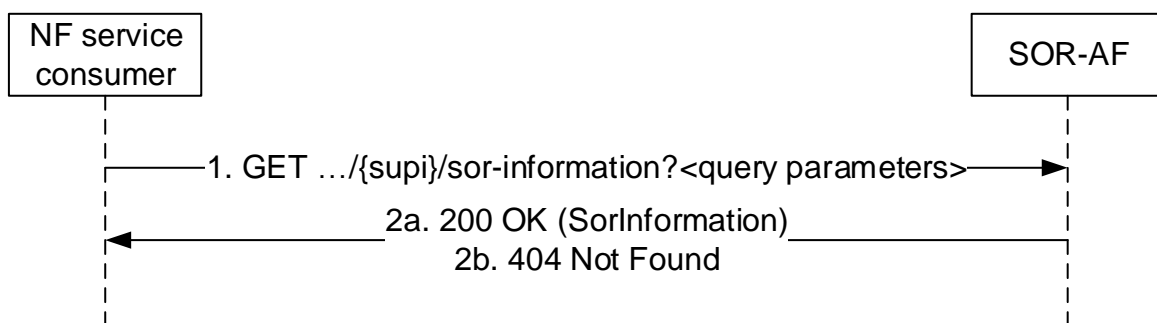 NF service
consumer
SOR-AF
1. GET …/{supi}/sor-information?<query parameters>
2a. 200 OK (SorInformation)
2b. 404 Not Found